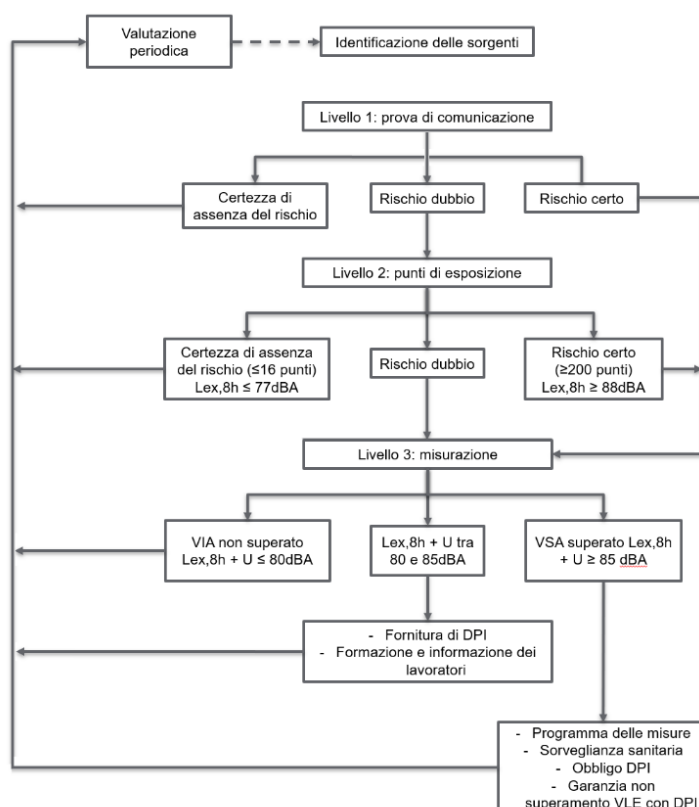 Valutazione
periodica
Identificazione delle sorgenti
Livello 1: prova di comunicazione
Certezza di
assenza del rischio
Rischio dubbio
Rischio certo
Livello 2: punti di esposizione
Certezza di assenza
del rischio (≤16 punti)
Lex,8h ≤ 77dBA
Rischio dubbio
Rischio certo
(≥200 punti)
Lex,8h ≥ 88dBA
Livello 3: misurazione
VIA non superato
Lex,8h + U ≤ 80dBA
Lex,8h + U tra
80 e 85dBA
VSA superato Lex,8h
+ U ≥ 85 dBA
- Fornitura di DPI
- Formazione e informazione dei
lavoratori
- Programma delle misure
- Sorveglianza sanitaria
- Obbligo DPI
- Garanzia non
superamento VLE con DPI